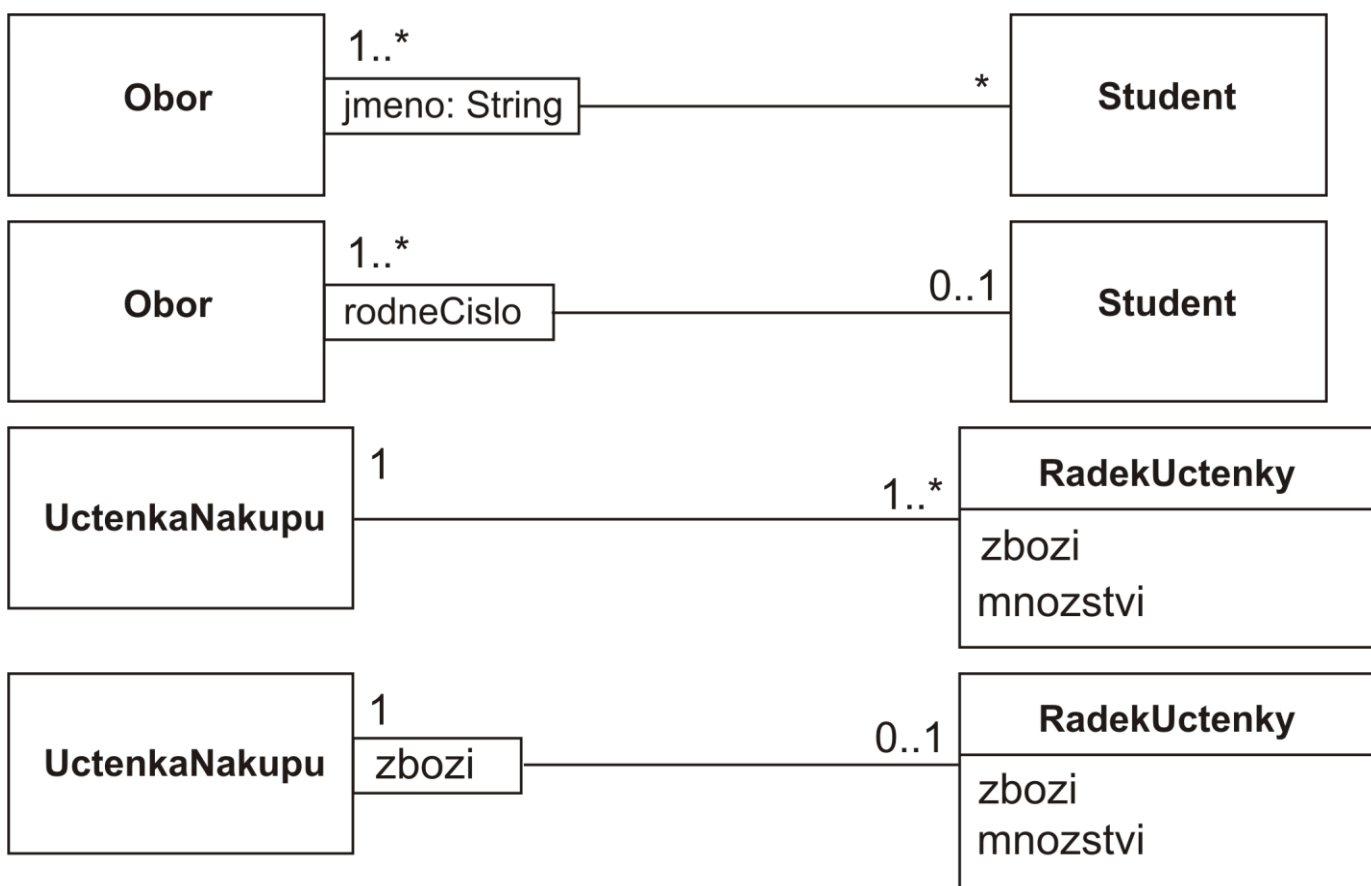 1..*
Obor
jmeno: String
*
Student
1..*
Obor
rodneCislo
0..1
Student
1
UctenkaNakupu
1..*
RadekUctenky
zbozi
mnozstvi
1
UctenkaNakupu
zbozi
0..1
RadekUctenky
zbozi
mnozstvi